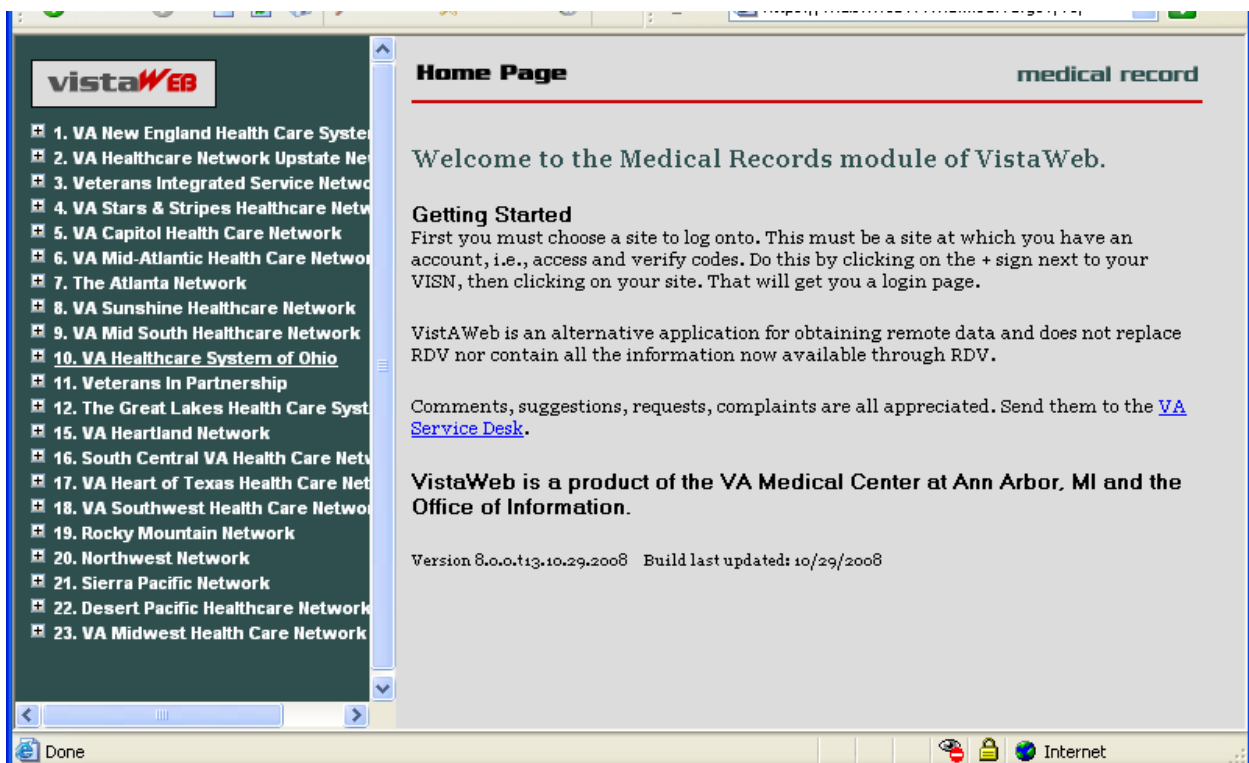 vistaWEB
1. VA New England Health Care System
2. VA Healthcare Network Upstate Ne
3. Veterans Integrated Service Netwo
4. VA Stars & Stripes Healthcare Netw
5. VA Capitol Health Care Network
6. VA Mid-Atlantic Health Care Networ
7. The Atlanta Network
8. VA Sunshine Healthcare Network
9. VA Mid South Healthcare Network
10. VA Healthcare System of Ohio
11. Veterans In Partnership
12. The Great Lakes Health Care Syst
15. VA Heartland Network
16. South Central VA Health Care Netw
17. VA Heart of Texas Health Care Net
18. VA Southwest Health Care Networ
19. Rocky Mountain Network
20. Northwest Network
21. Sierra Pacific Network
22. Desert Pacific Healthcare Network
23. VA Midwest Health Care Network
Home Page
medical record
Welcome to the Medical Records module of VistaWeb.
Getting Started
First you must choose a site to log onto. This must be a site at which you have an
account, i.e., access and verify codes. Do this by clicking on the + sign next to your
VISN, then clicking on your site. That will get you a login page.
VistAWeb is an alternative application for obtaining remote data and does not replace
RDV nor contain all the information now available through RDV.
Comments, suggestions, requests, complaints are all appreciated. Send them to the VA
Service Desk.
VistaWeb is a product of the VA Medical Center at Ann Arbor, MI and the
Office of Information.
Version 8.0.0.t13.10.29.2008 Build last updated: 10/29/2008
Done
Internet